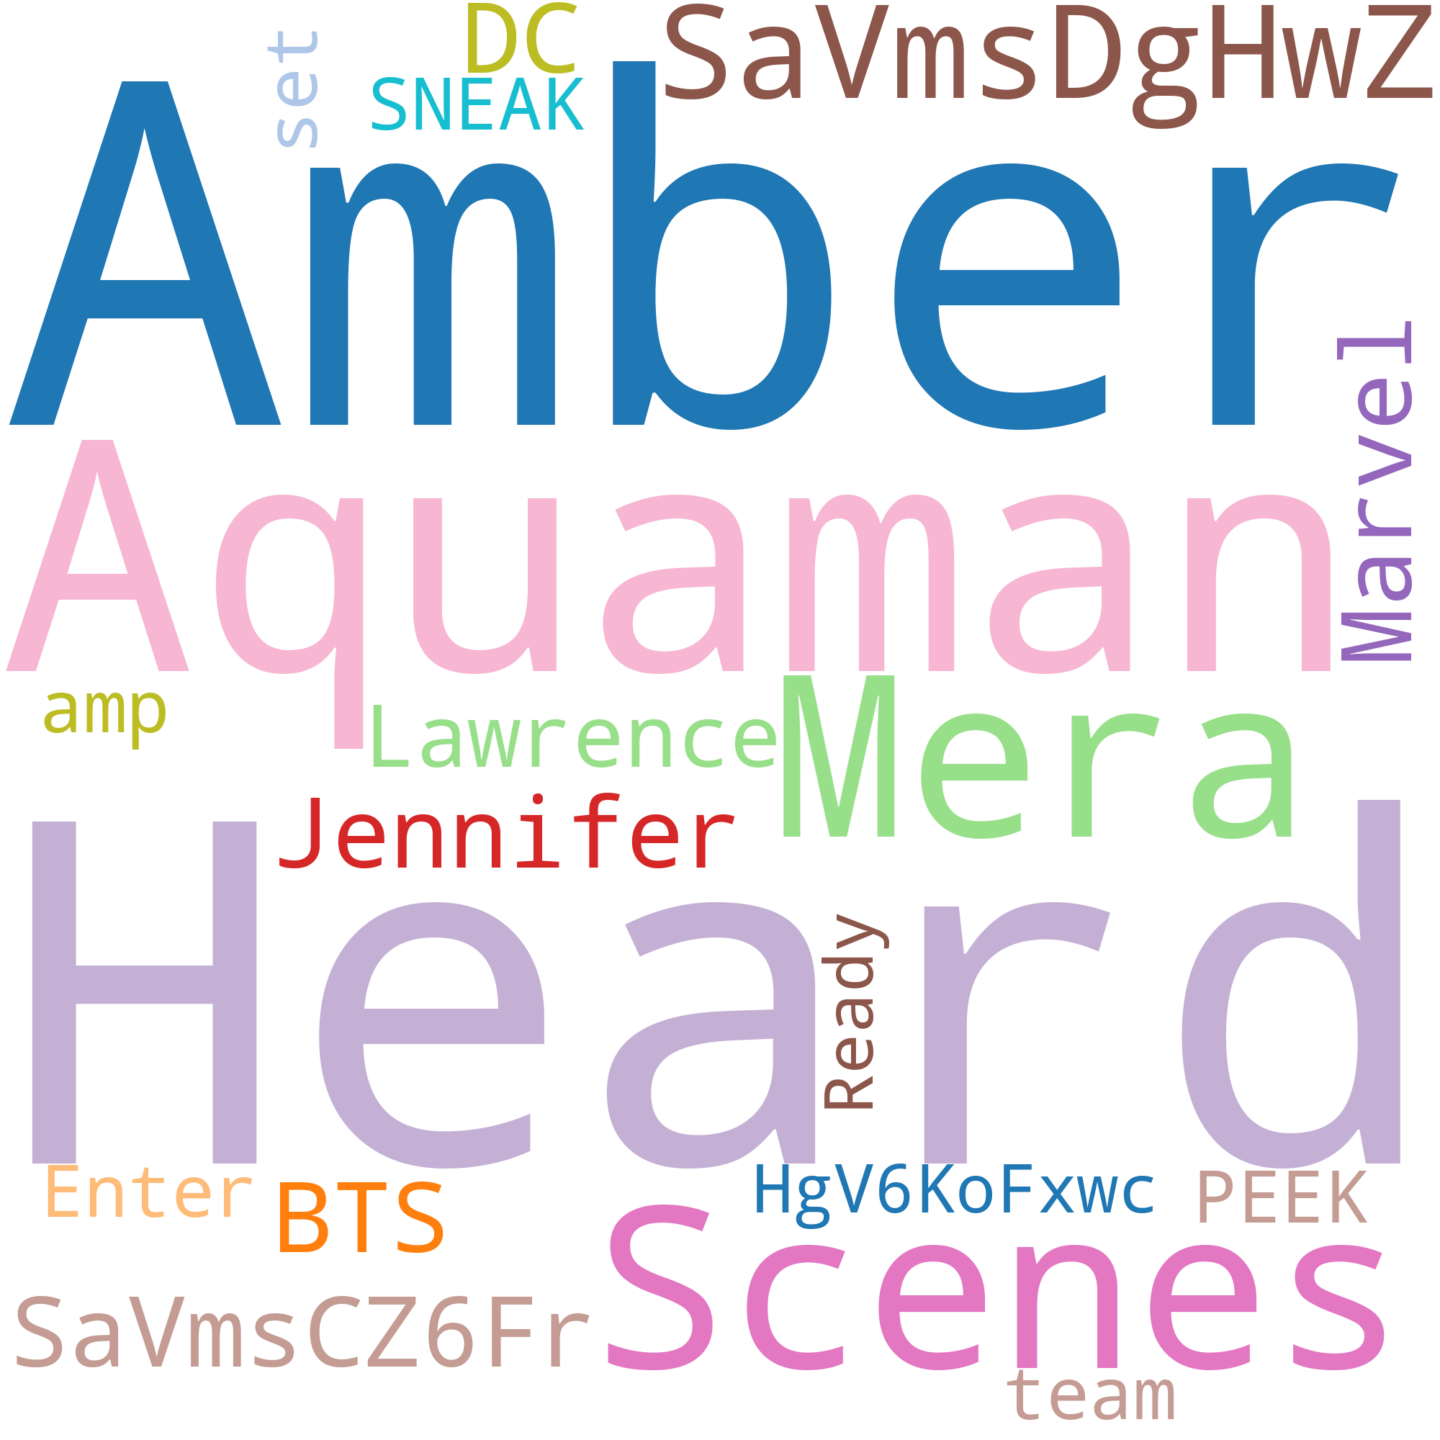 set
DC
SaVmsDgHwZ
SNEAK
Amber
Marvel
Aquaman
amp
Lawrence
Mera
Jennifer
Heard
Ready
Enter
BTS
HgV6KoFxwc
PEEK
Scenes
SaVmsCZ6Fr
team